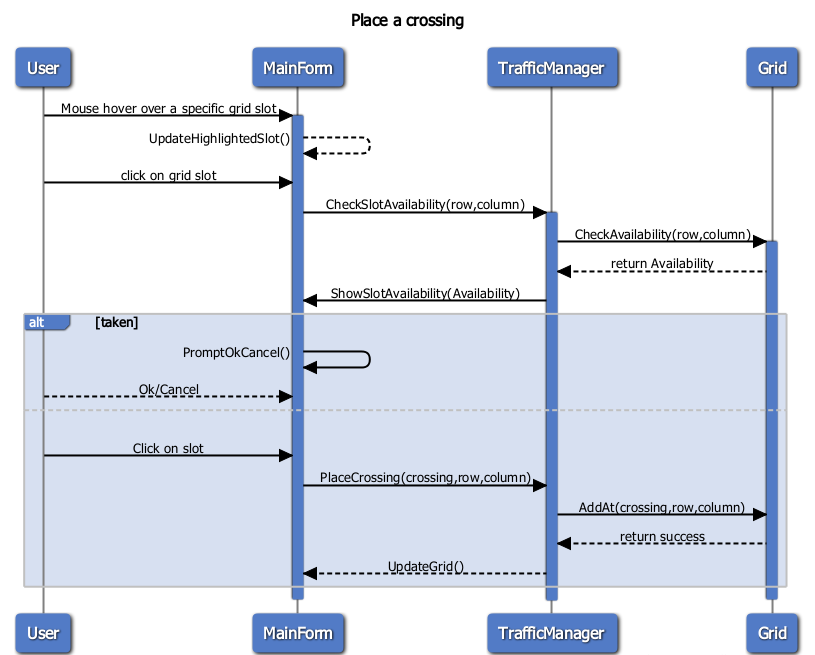 Place a crossing
User
MainForm
TrafficManager
Grid
Mouse hover over a specific grid slot
UpdateHighlightedSlot()
click on grid slot
CheckSlotAvailability(row,column)
CheckAvailability(row,column)
return Availability
ShowSlotAvailability(Availability)
alt
[taken]
PromptOkCancel()
Ok/Cancel
Click on slot
PlaceCrossing(crossing,row,column)
AddAt(crossing,row,column)
return success
UpdateGrid()
User
MainForm
TrafficManager
Grid